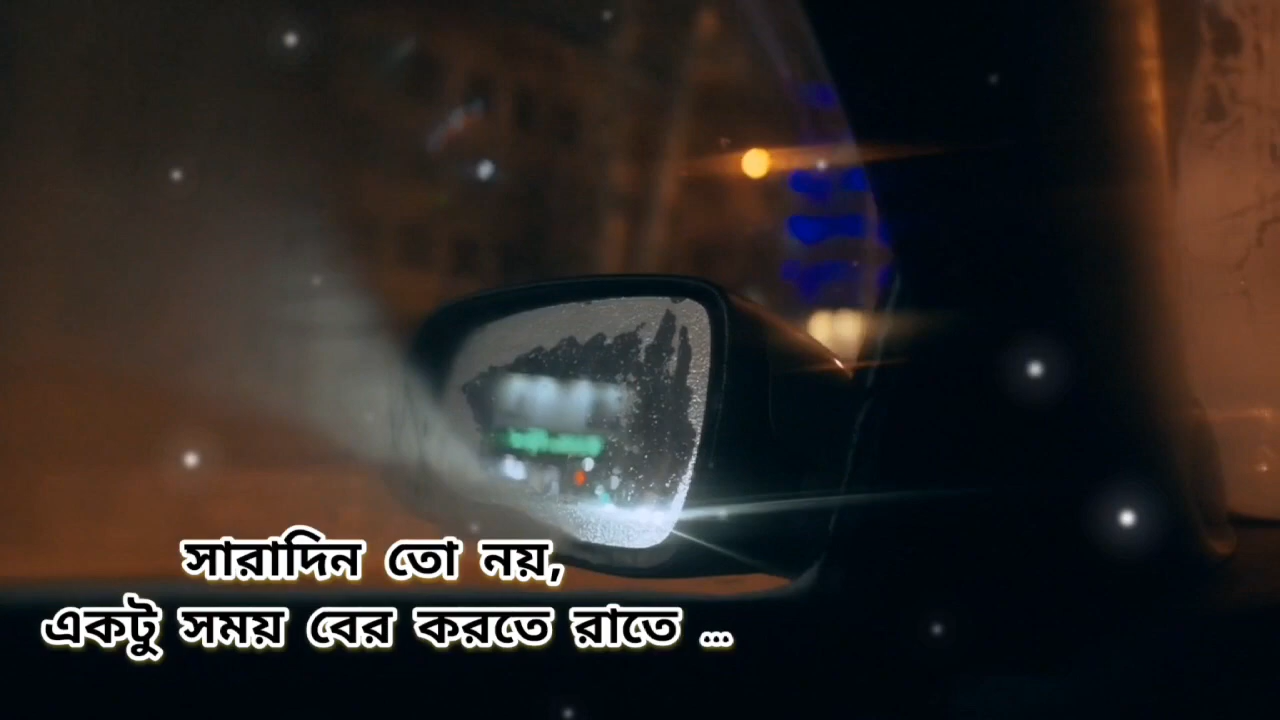 সারাদিন তো নয়,
একটু সময় বের করতে রাতে ...